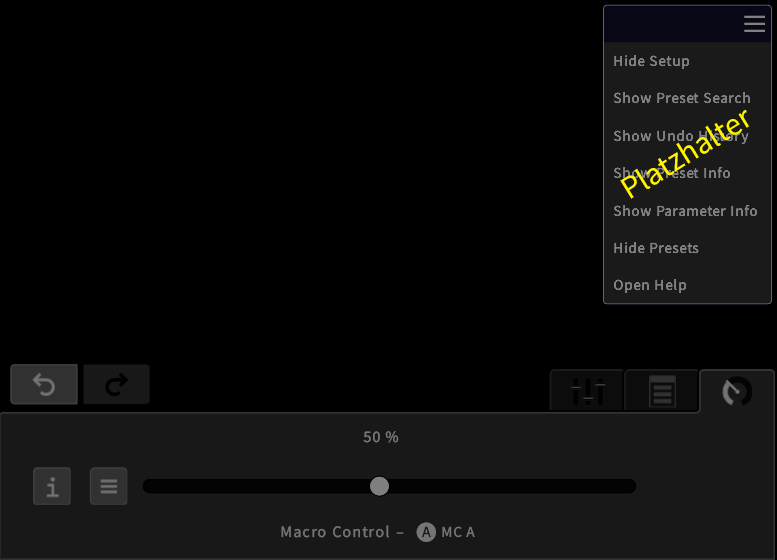 Hide Setup
Show Preset Search
Show Undo History
Show Preset Info
Platzhalter
Show Parameter Info
Hide Presets
Open Help
50 %
i
Macro Control – A MC A